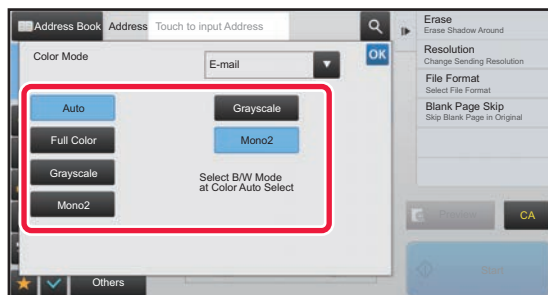 Address Book
Address
Touch to input Address
Color Mode
E-mail
OK
Auto
Full Color
Grayscale
Mono2
Grayscale
Mono2
Select B/W Mode
at Color Auto Select
Others
Erase
Erase Shadow Around
Resolution
Change Sending Resolution
File Format
Select File Format
Blank Page Skip
Skip Blank Page in Original
Preview
CA
Start